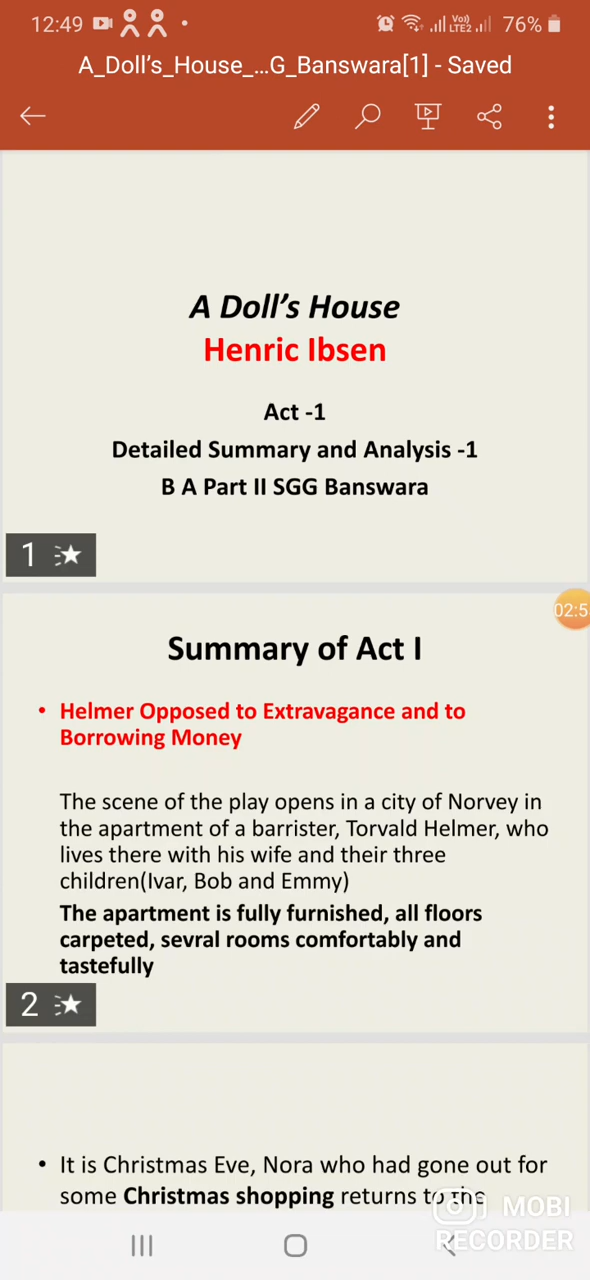 12:49
Vo)
LTE2
76%
A_Doll’s_House_...G_Banswara[1] - Saved
A Doll’s House
Henric Ibsen
Act -1
Detailed Summary and Analysis -1
B A Part II SGG Banswara
1
02:5
Summary of Act I
• Helmer Opposed to Extravagance and to
Borrowing Money
The scene of the play opens in a city of Norvey in
the apartment of a barrister, Torvald Helmer, who
lives there with his wife and their three
children(Ivar, Bob and Emmy)
The apartment is fully furnished, all floors
carpeted, sevral rooms comfortably and
tastefully
2
• It is Christmas Eve, Nora who had gone out for
some Christmas shopping returns to the
MOBI
RECORDER